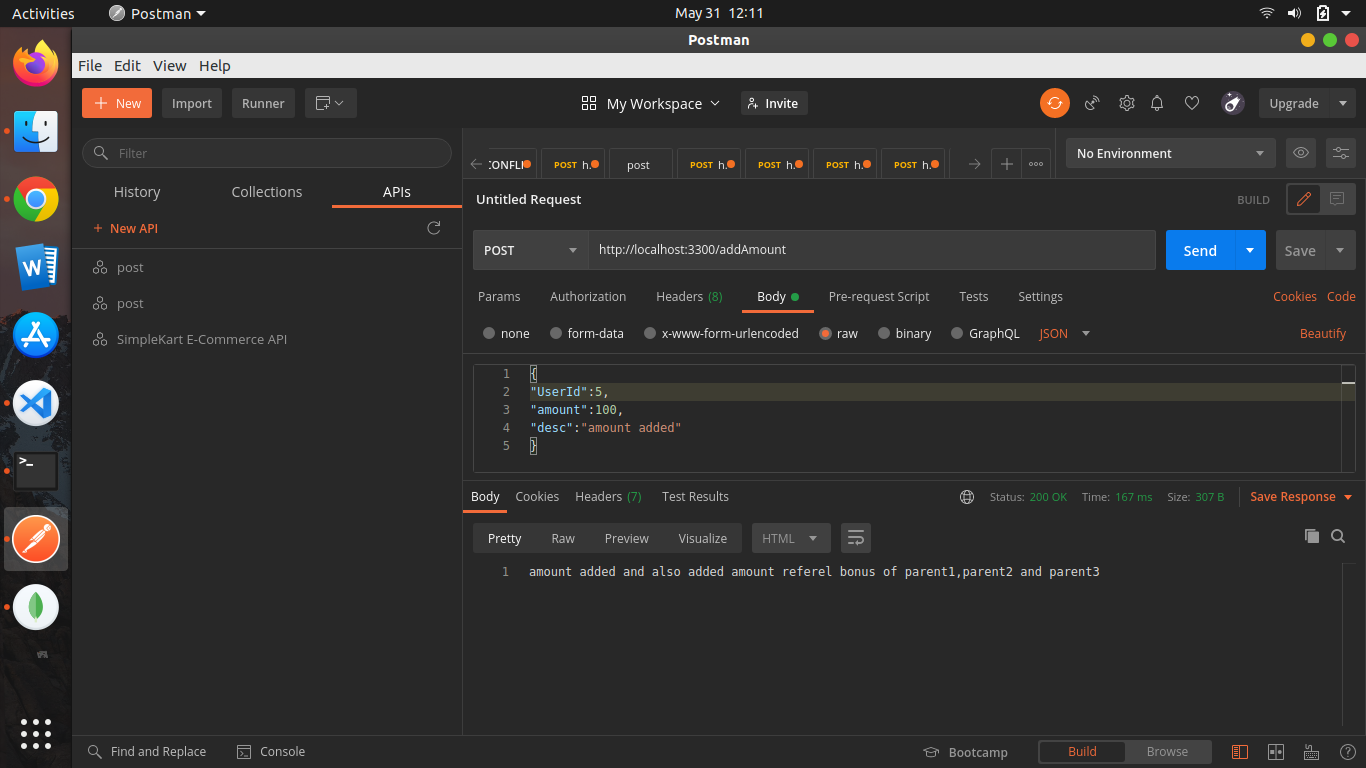 Activities Postman May 31 12:11
Postman
File Edit View Help
New Import Runner My Workspace Invite Upgrade
Filter
History Collections APIs
New API
post
post
SimpleKart E-Commerce API
POST h. post POST h. POST h. POST h. POST h. No Environment
Untitled Request BUILD
POST http://localhost:3300/addAmount Send Save
Params Authorization Headers (8) Body Pre-request Script Tests Settings Cookies Code
none form-data x-www-form-urlencoded raw binary GraphQL JSON Beautify
1 {
2 "UserId":5,
3 "amount":100,
4 "desc":"amount added"
5 }
Body Cookies Headers (7) Test Results Status: 200 OK Time: 167 ms Size: 307 B Save Response
Pretty Raw Preview Visualize HTML
1 amount added and also added amount referel bonus of parent1,parent2 and parent3
Find and Replace Console Bootcamp Build Browse